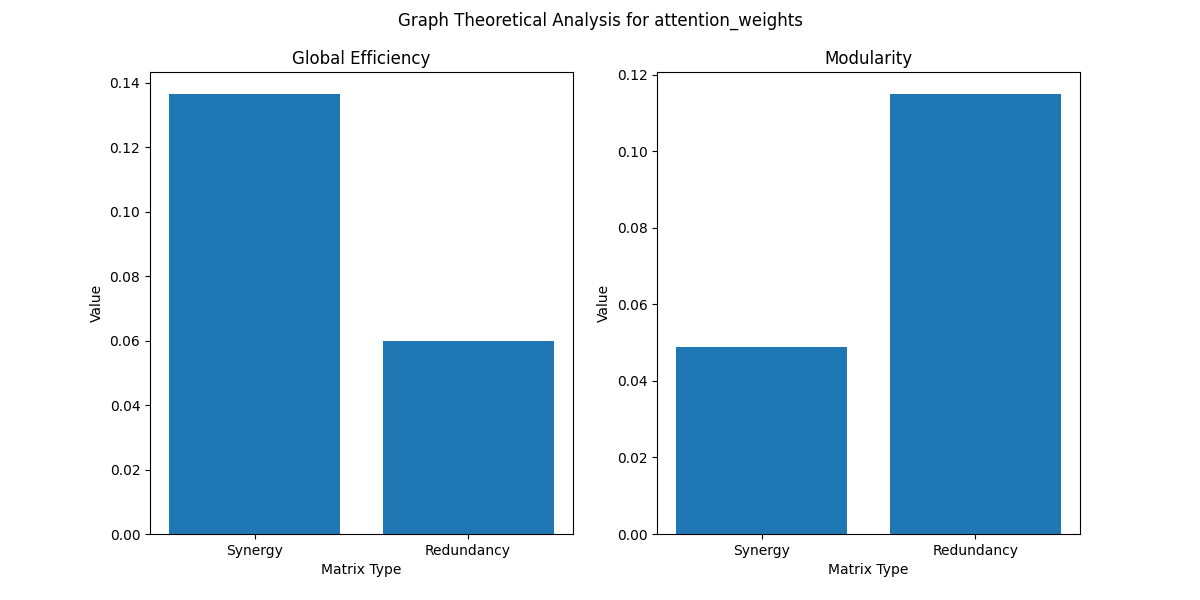 Graph Theoretical Analysis for attention_weights
Global Efficiency
0.14
0.12
0.10
0.08
0.06
0.04
0.02
0.00
Value
Synergy
Redundancy
Matrix Type
Modularity
0.12
0.10
0.08
0.06
0.04
0.02
0.00
Value
Synergy
Redundancy
Matrix Type